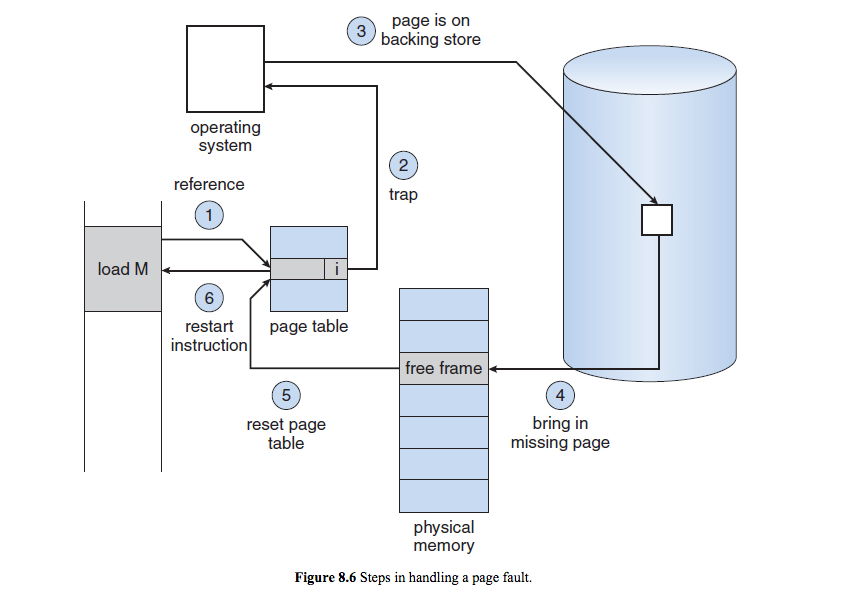 3
page is on
backing store
operating
system
2
trap
reference
1
load M
i
6
restart
instruction
page table
free frame
5
reset page
table
4
bring in
missing page
physical
memory
Figure 8.6 Steps in handling a page fault.